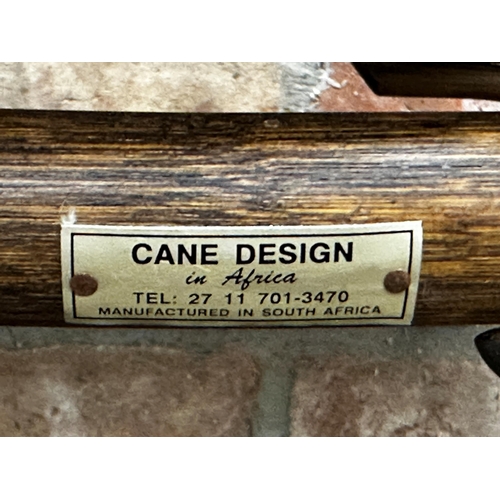 CANE DESIGN
in Africa
TEL: 27 11 701-3470
MANUFACTURED IN SOUTH AFRICA